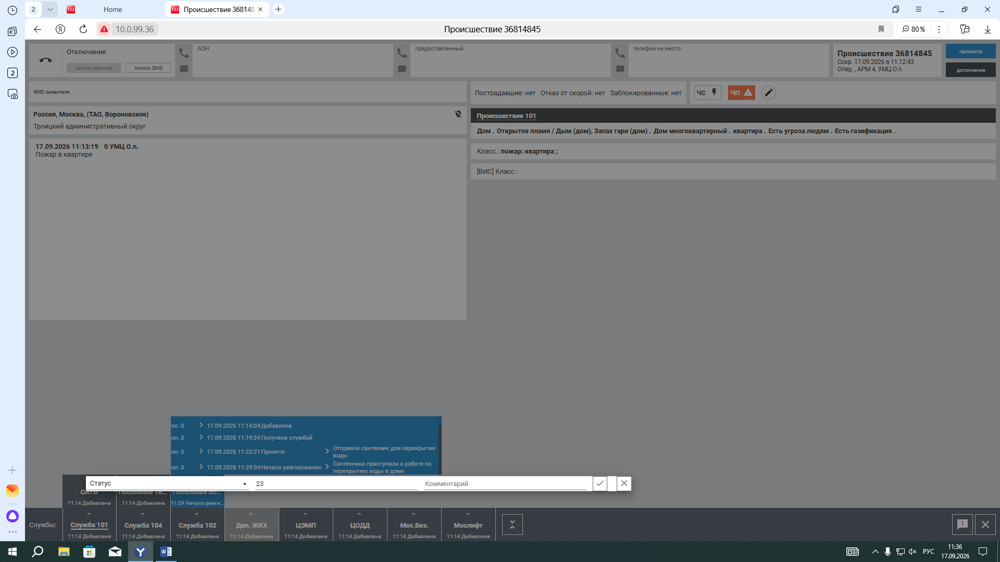 2
112
Home
112
Происшествие 368148
10.0.99.36
Происшествие 36814845
80 %
2
Отключение
записи звонков
список SMS
АОН
предоставленный
телефон на место
Происшествие 36814845
Сохр. 17.09.2026 в 11:12:43
Опер. , АРМ 4, УМЦ О n
просмотр
дополнение
ФИО заявителя
Пострадавшие: нет Отказ от скорой: нет Заблокированные: нет
ЧС
ЧП
Россия, Москва, (ТАО, Вороновское)
Троицкий административный округ
Происшествие 101
Дом . Открытое пламя / Дым (дом), Запах гари (дом) . Дом многоквартирный . квартира . Есть угроза людям . Есть газификация .
17.09.2026 11:13:19 0 УМЦ О.п.
Пожар в квартире
Класс.: пожар: квартира ;
[ВИС] Класс.:
оп. 0 17.09.2026 11:14:04 Добавлена
оп. 0 17.09.2026 11:19:24 Получена службой
оп. 0 17.09.2026 11:23:21 Принята
Отправлн сантехник для перекрытия
воды
оп. 0 17.09.2026 11:29:04 Начало реагирования
Сантехники приступили к работе по
перекрытию воды в доме
Статус
23
Комментарий
ОАТИ
Поселение Ти...
Поселение Во...
11:14 Добавлена
11:14 Добавлена
11:29 Начало реаги...
Службы:
Служба 101
Служба 104
Служба 102
Деп. ЖКХ
ЦЭМП
ЦОДД
Мос.Без.
Мослифт
11:14 Добавлена
11:14 Добавлена
11:14 Добавлена
11:14 Добавлена
11:14 Добавлена
11:14 Добавлена
11:14 Добавлена
11:14 Добавлена
РУС
11:36
17.09.2026